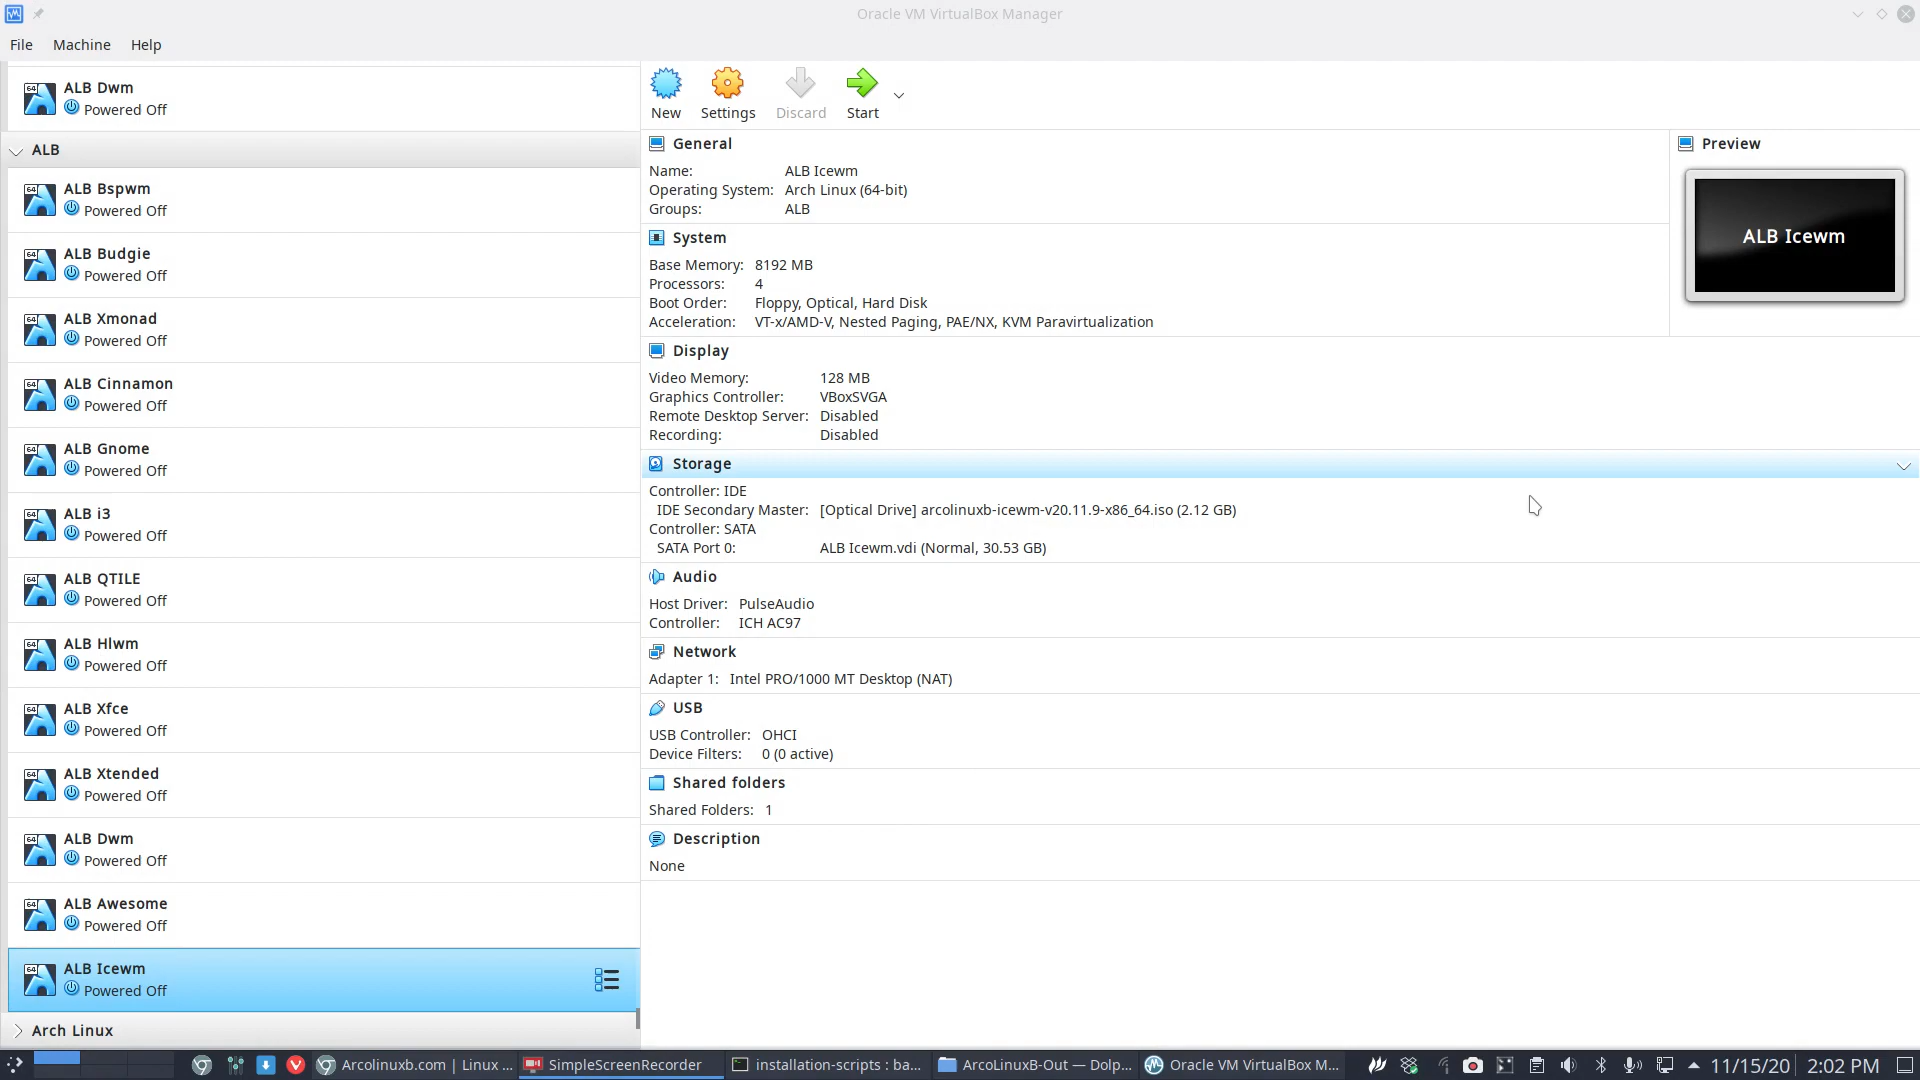 Oracle VM VirtualBox Manager
File Machine Help
ALB Dwm
Powered Off
ALB
ALB Bspwm
Powered Off
ALB Budgie
Powered Off
ALB Xmonad
Powered Off
ALB Cinnamon
Powered Off
ALB Gnome
Powered Off
ALB i3
Powered Off
ALB QTILE
Powered Off
ALB Hlwm
Powered Off
ALB Xfce
Powered Off
ALB Xtended
Powered Off
ALB Dwm
Powered Off
ALB Awesome
Powered Off
ALB Icewm
Powered Off
Arch Linux
New Settings Discard Start
General
Name: ALB Icewm
Operating System: Arch Linux (64-bit)
Groups: ALB
System
Base Memory: 8192 MB
Processors: 4
Boot Order: Floppy, Optical, Hard Disk
Acceleration: VT-x/AMD-V, Nested Paging, PAE/NX, KVM Paravirtualization
Preview
ALB Icewm
Display
Video Memory: 128 MB
Graphics Controller: VBoxSVGA
Remote Desktop Server: Disabled
Recording: Disabled
Storage
Controller: IDE
IDE Secondary Master: [Optical Drive] arcolinuxb-icewm-v20.11.9-x86_64.iso (2.12 GB)
Controller: SATA
SATA Port 0: ALB Icewm.vdi (Normal, 30.53 GB)
Audio
Host Driver: PulseAudio
Controller: ICH AC97
Network
Adapter 1: Intel PRO/1000 MT Desktop (NAT)
USB
USB Controller: OHCI
Device Filters: 0 (0 active)
Shared folders
Shared Folders: 1
Description
None
Arcolinuxb.com | Linux ... SimpleScreenRecorder installation-scripts : ba... ArcoLinuxB-Out — Dolp... Oracle VM VirtualBox M... 11/15/20 2:02 PM